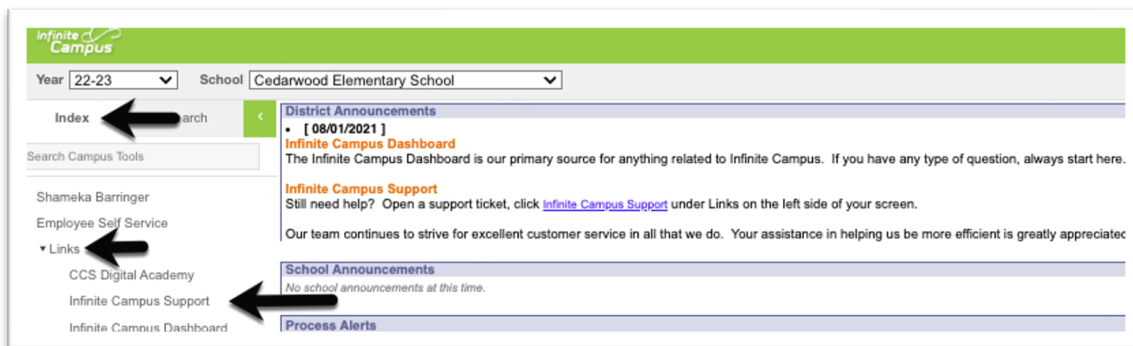 Infinite
Campus
Year 22-23 School Cedarwood Elementary School
Index arch
Search Campus Tools
Shameka Barringer
Employee Self Service
Links
CCS Digital Academy
Infinite Campus Support
Infinite Campus Dashboard
District Announcements
• [ 08/01/2021 ]
Infinite Campus Dashboard
The Infinite Campus Dashboard is our primary source for anything related to Infinite Campus. If you have any type of question, always start here.
Infinite Campus Support
Still need help? Open a support ticket, click Infinite Campus Support under Links on the left side of your screen.
Our team continues to strive for excellent customer service in all that we do. Your assistance in helping us be more efficient is greatly appreciated
School Announcements
No school announcements at this time.
Process Alerts